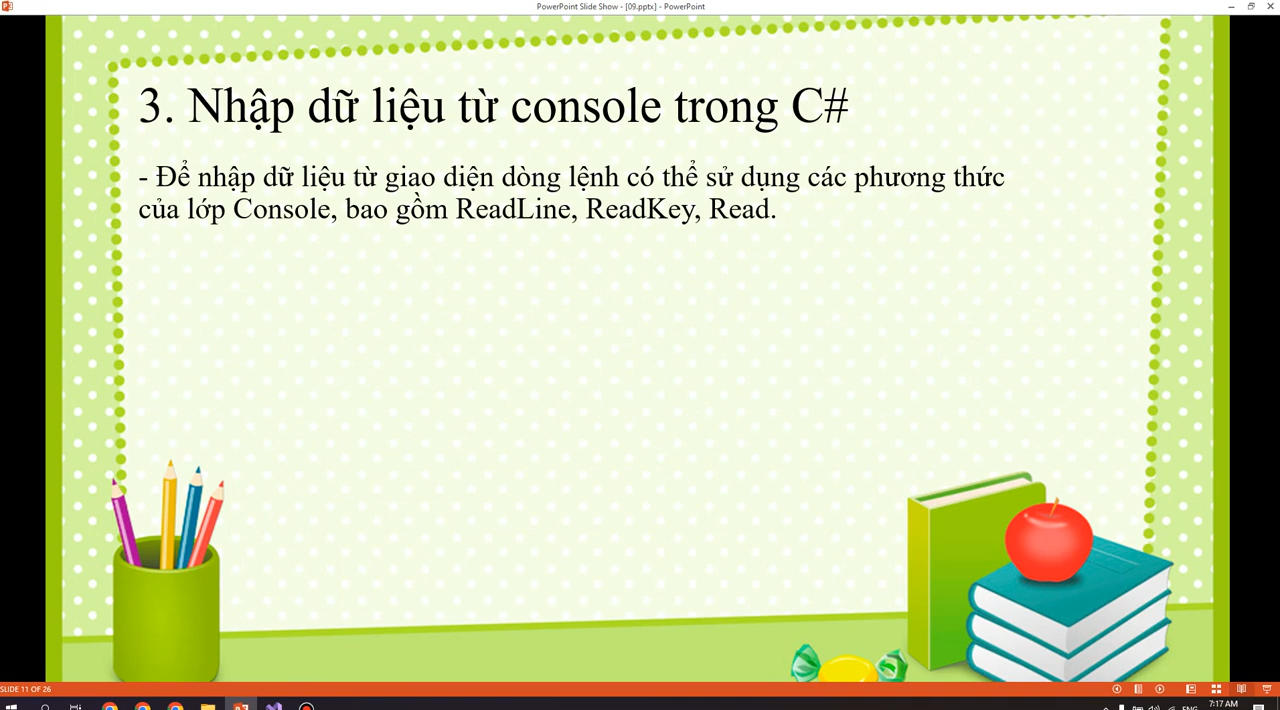 PowerPoint Slide Show - [09.pptx] - PowerPoint
3. Nhập dữ liệu từ console trong C#
- Để nhập dữ liệu từ giao diện dòng lệnh có thể sử dụng các phương thức
của lớp Console, bao gồm ReadLine, ReadKey, Read.
SLIDE 11 OF 26
ENG
7:17 AM